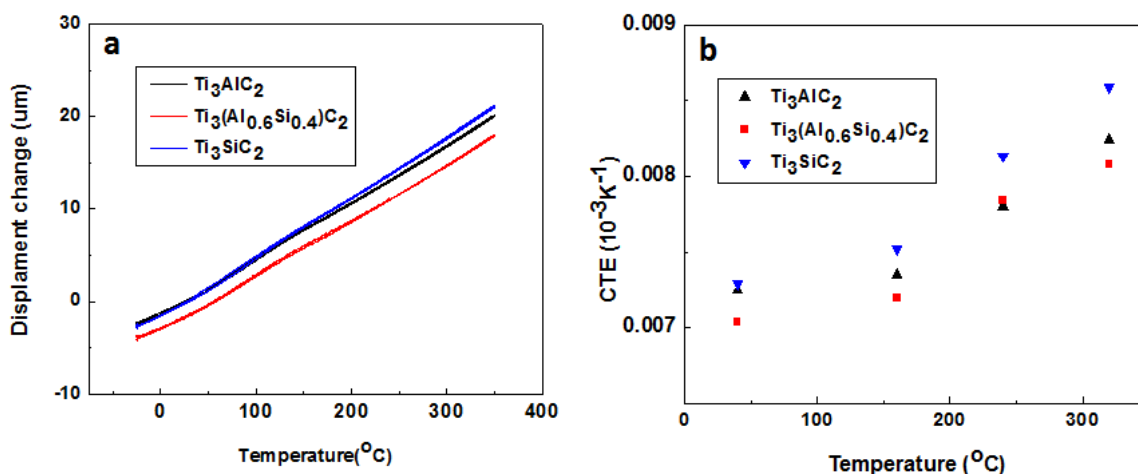 a
30
20
10
0
-10
Displament change (um)
Ti3AlC2
Ti3(Al0.6Si0.4)C2
Ti3SiC2
0
100
200
300
400
Temperature(OC)
b
0.009
0.008
0.007
CTE (10-3K-1)
Ti3AlC2
Ti3(Al0.6Si0.4)C2
Ti3SiC2
0
100
200
300
Temperature (OC)